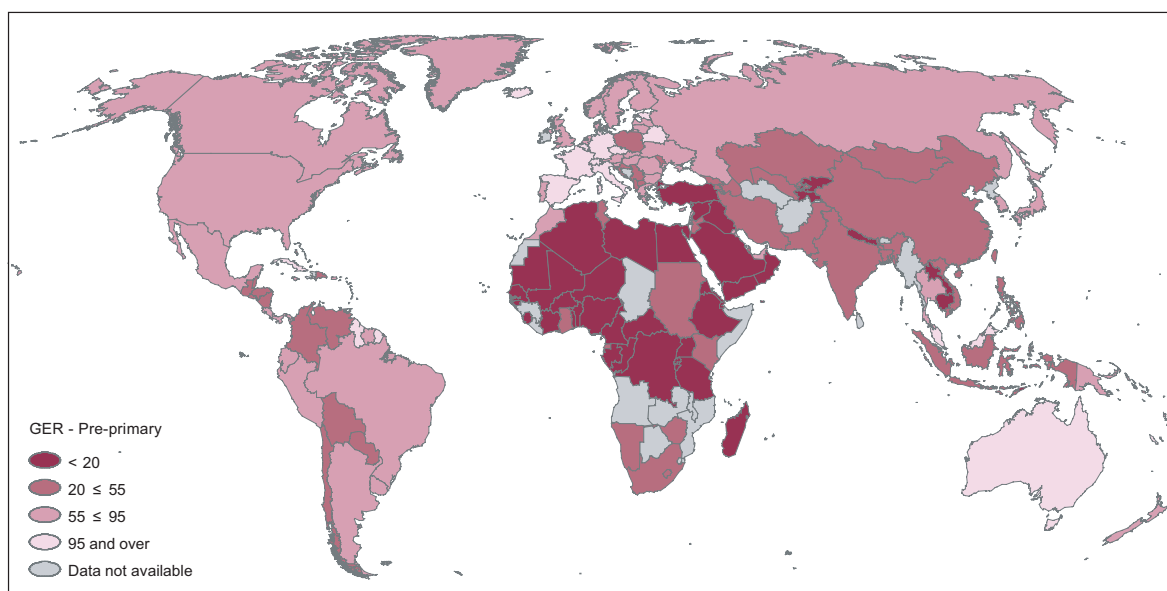 GER - Pre-primary
< 20
20 ≤ 55
55 ≤ 95
95 and over
Data not available